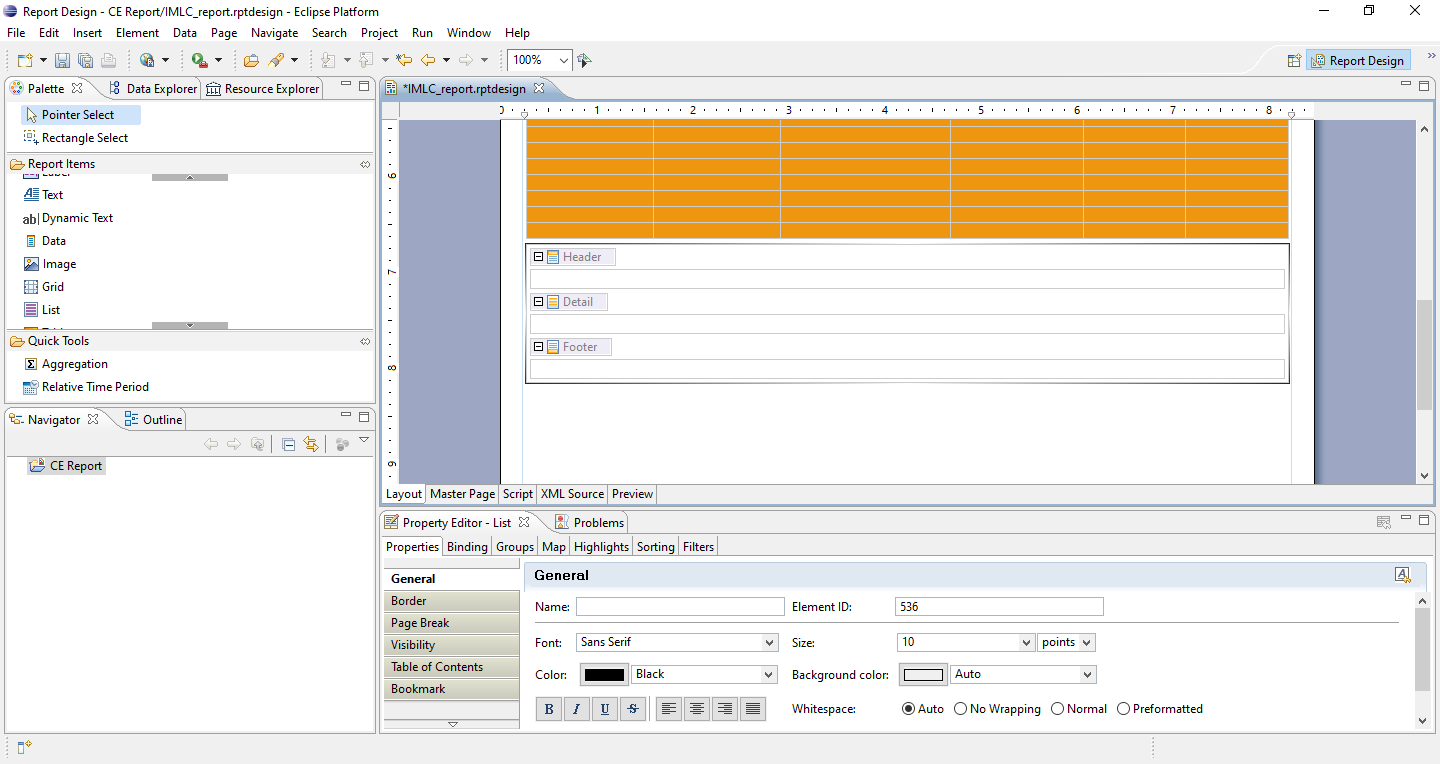 Report Design - CE Report/IMLC_report.rptdesign - Eclipse Platform
File Edit Insert Element Data Page Navigate Search Project Run Window Help
100% Report Design
Palette Data Explorer Resource Explorer
Pointer Select
Rectangle Select
Report Items
Label
Text
ab| Dynamic Text
Data
Image
Grid
List
Quick Tools
Aggregation
Relative Time Period
Navigator Outline
CE Report
*IMLC_report.rptdesign
0 1 2 3 4 5 6 7 8
6
7
8
9
Header
Detail
Footer
Layout Master Page Script XML Source Preview
Property Editor - List Problems
Properties Binding Groups Map Highlights Sorting Filters
General
Border
Page Break
Visibility
Table of Contents
Bookmark
General
Name: Element ID: 536
Font: Sans Serif Size: 10 points
Color: Black Background color: Auto
B I U S Whitespace: Auto No Wrapping Normal Preformatted